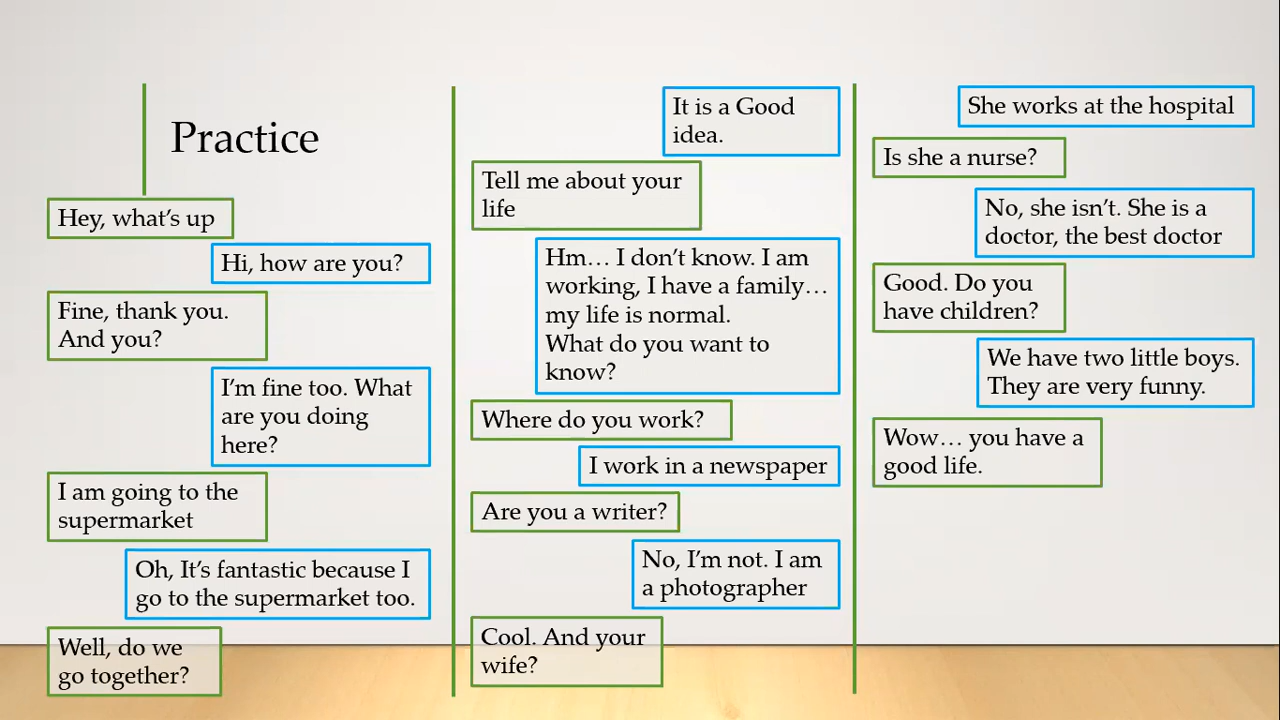 Practice
Hey, what's up
Hi, how are you?
Fine, thank you.
And you?
I'm fine too. What
are you doing
here?
I am going to the
supermarket
Oh, It's fantastic because I
go to the supermarket too.
Well, do we
go together?
It is a Good
idea.
Tell me about your
life
Hm… I don't know. I am
working, I have a family…
my life is normal.
What do you want to
know?
Where do you work?
I work in a newspaper
Are you a writer?
No, I'm not. I am
a photographer
Cool. And your
wife?
She works at the hospital
Is she a nurse?
No, she isn't. She is a
doctor, the best doctor
Good. Do you
have children?
We have two little boys.
They are very funny.
Wow… you have a
good life.